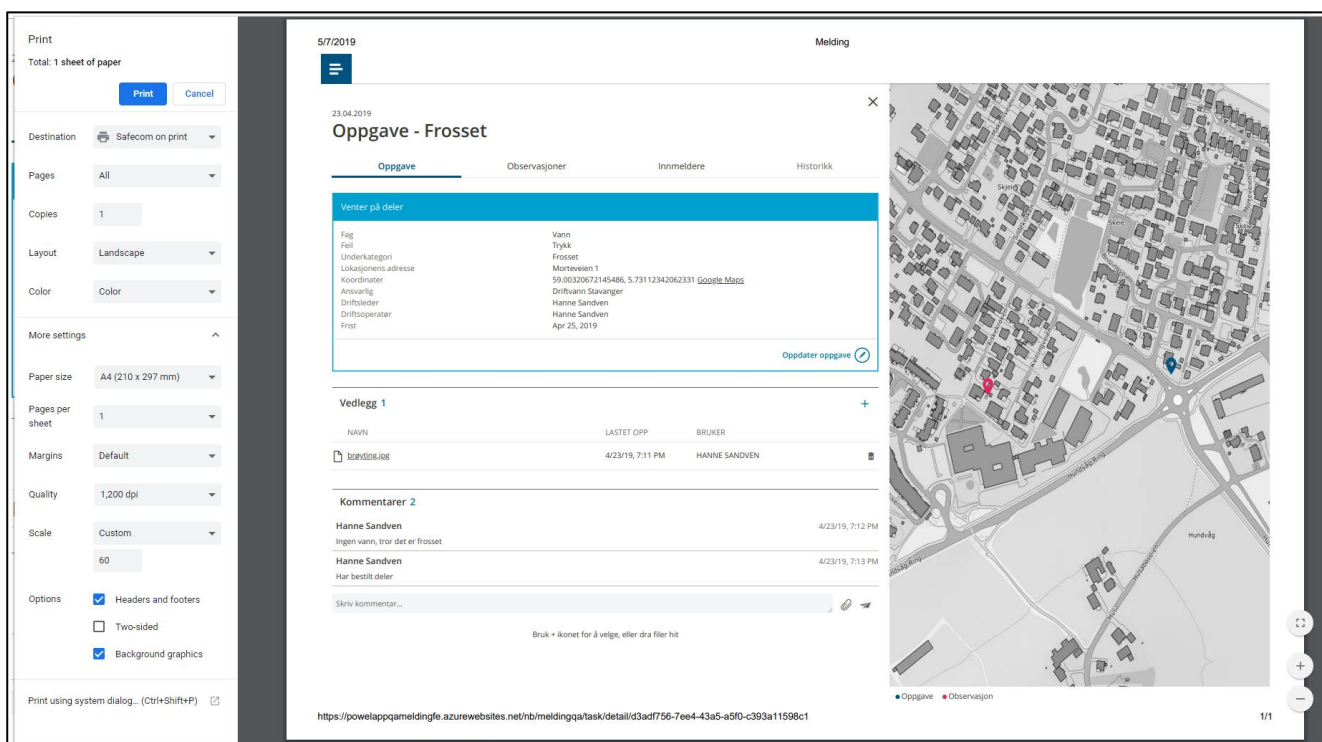 Print
Total: 1 sheet of paper
Print Cancel
Destination Safecom on print
Pages All
Copies 1
Layout Landscape
Color Color
More settings
Paper size A4 (210 x 297 mm)
Pages per sheet 1
Margins Default
Quality 1,200 dpi
Scale Custom
60
Options Headers and footers
Two-sided
Background graphics
Print using system dialog... (Ctrl+Shift+P)
5/7/2019 Melding
23.04.2019
Oppgave - Frosset
Oppgave Observasjoner Innmeldere Historikk
Venter på deler
Fag Vann
Feil Trykk
Underkategori Frosset
Lokasjonens adresse Morteveien 1
Koordinater 59.00320672145486, 5.73112342062331 Google Maps
Ansvarlig Driftvann Stavanger
Driftsleder Hanne Sandven
Driftsoperatør Hanne Sandven
Frist Apr 25, 2019
Oppdater oppgave
Vedlegg 1 +
NAVN LASTET OPP BRUKER
brøyting.jpg 4/23/19, 7:11 PM HANNE SANDVEN
Kommentarer 2
Hanne Sandven 4/23/19, 7:12 PM
Ingen vann, tror det er frosset
Hanne Sandven 4/23/19, 7:13 PM
Har bestilt deler
Skriv kommentar...
Bruk + ikonet for å velge, eller dra filer hit
Skeie
Hundvåg Ring
Hundvåg
Oppgave Observasjon
https://powelappqameldingfe.azurewebsites.net/nb/meldingqa/task/detail/d3adf756-7ee4-43a5-a5f0-c393a11598c1 1/1